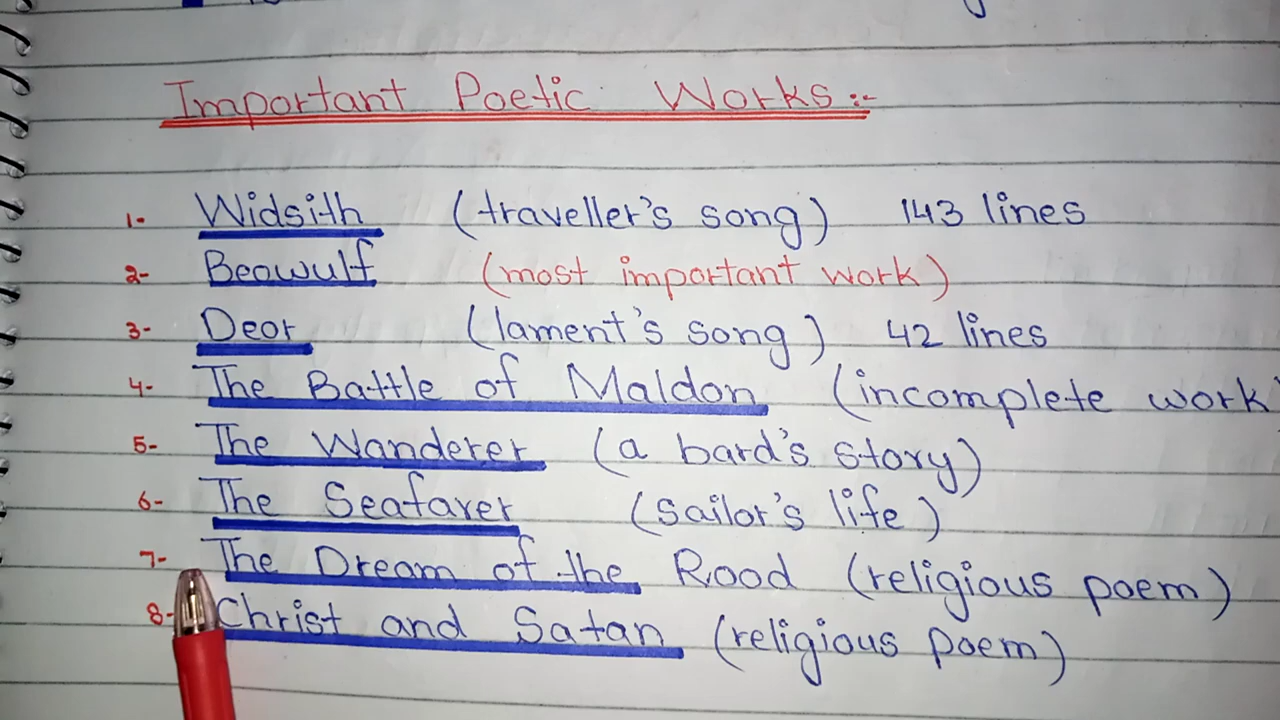 Important Poetic Works :-
1- Widsith (traveller's song) 143 lines
2- Beowulf (most important work)
3- Deor (lament's song) 42 lines
4- The Battle of Maldon (incomplete work)
5- The Wanderer (a bard's story)
6- The Seafarer (sailor's life)
7- The Dream of the Rood (religious poem)
8- Christ and Satan (religious poem)